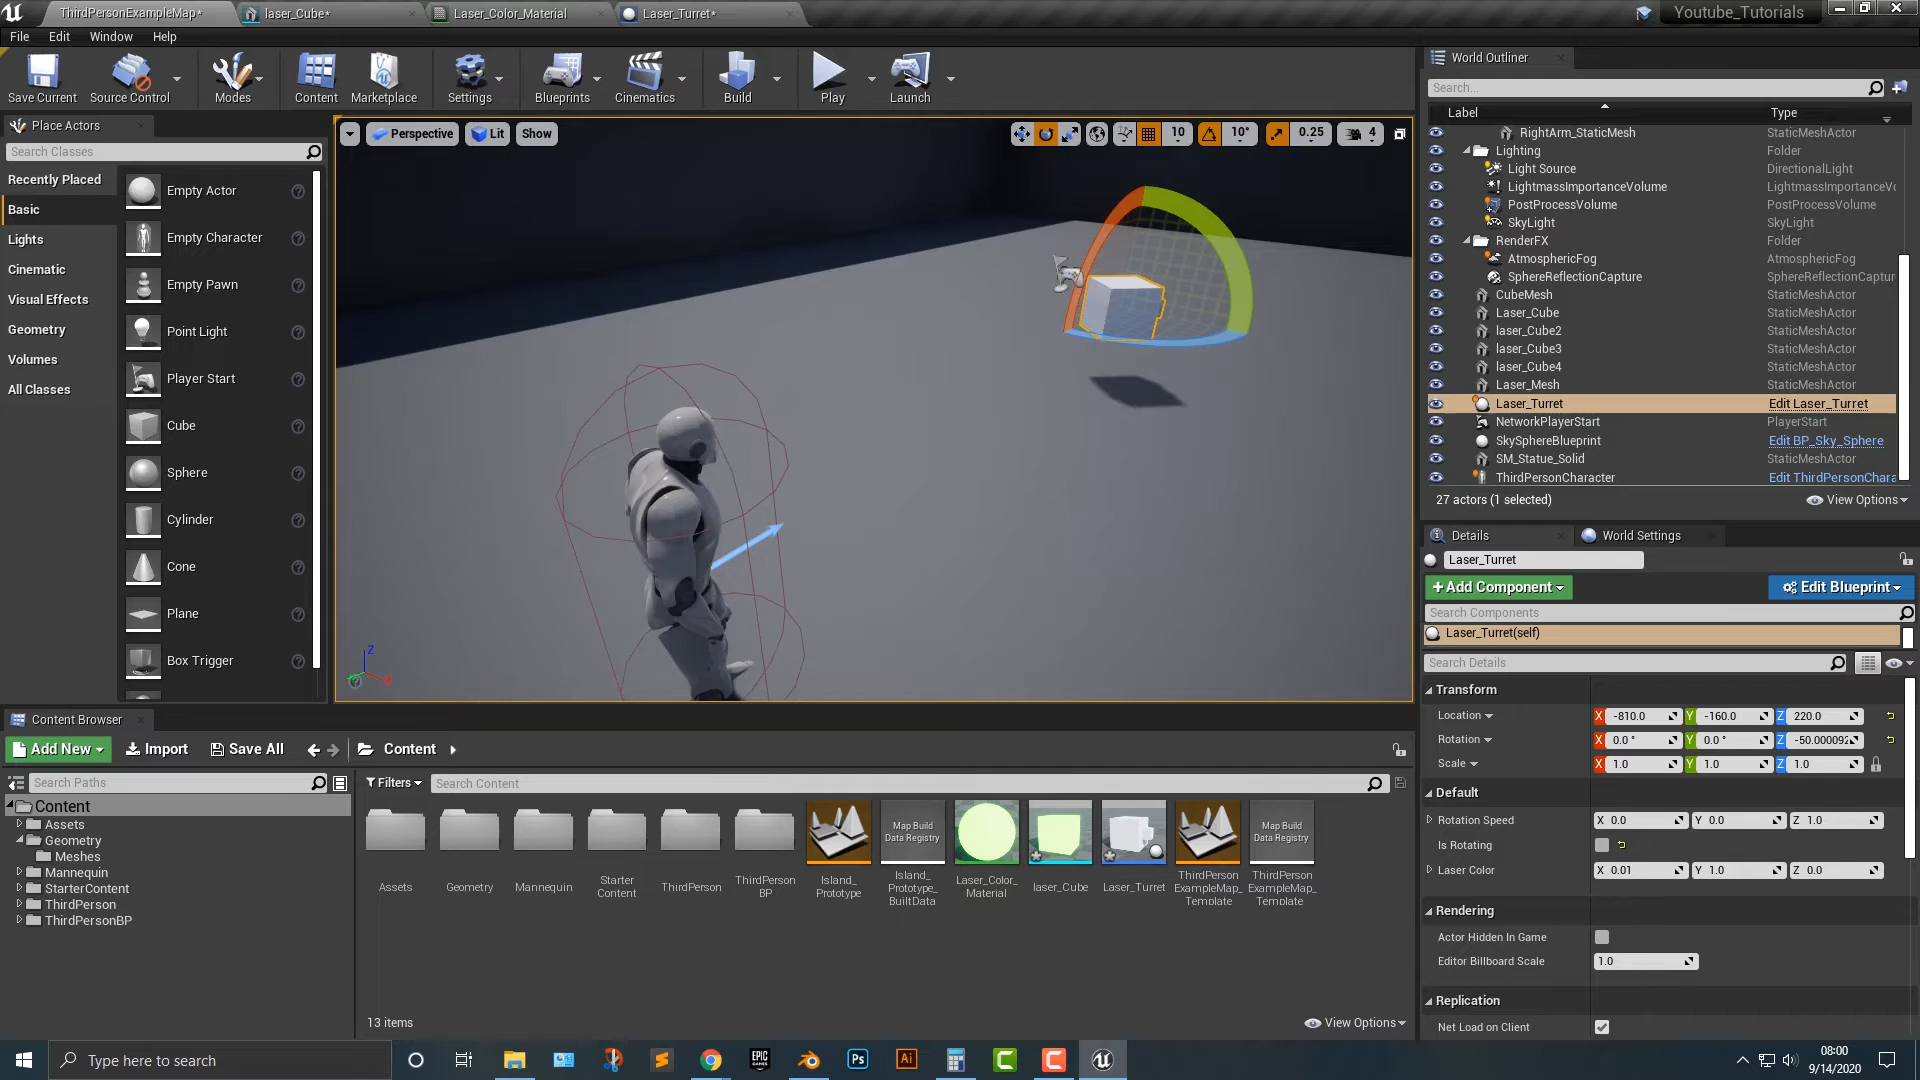 ThirdPersonExampleMap*
laser_Cube*
Laser_Color_Material
Laser_Turret*
Youtube_Tutorials
File
Edit
Window
Help
Save Current
Source Control
Modes
Content
Marketplace
Settings
Blueprints
Cinematics
Build
Play
Launch
Place Actors
Search Classes
Recently Placed
Basic
Lights
Cinematic
Visual Effects
Geometry
Volumes
All Classes
Empty Actor
Empty Character
Empty Pawn
Point Light
Player Start
Cube
Sphere
Cylinder
Cone
Plane
Box Trigger
Perspective
Lit
Show
10
10°
0.25
4
Z
X
World Outliner
Search...
Label
Type
RightArm_StaticMesh
StaticMeshActor
Lighting
Folder
Light Source
DirectionalLight
LightmassImportanceVolume
LightmassImportanceVo
PostProcessVolume
PostProcessVolume
SkyLight
SkyLight
RenderFX
Folder
AtmosphericFog
AtmosphericFog
SphereReflectionCapture
SphereReflectionCaptur
CubeMesh
StaticMeshActor
Laser_Cube
StaticMeshActor
laser_Cube2
StaticMeshActor
laser_Cube3
StaticMeshActor
laser_Cube4
StaticMeshActor
Laser_Mesh
StaticMeshActor
Laser_Turret
Edit Laser_Turret
NetworkPlayerStart
PlayerStart
SkySphereBlueprint
Edit BP_Sky_Sphere
SM_Statue_Solid
StaticMeshActor
ThirdPersonCharacter
Edit ThirdPersonChara
27 actors (1 selected)
View Options
Details
World Settings
Laser_Turret
+Add Component
Edit Blueprint
Search Components
Laser_Turret(self)
Search Details
Transform
Location
X -810.0
Y -160.0
Z 220.0
Rotation
X 0.0 °
Y 0.0 °
Z -50.000092
Scale
X 1.0
Y 1.0
Z 1.0
Default
Rotation Speed
X 0.0
Y 0.0
Z 1.0
Is Rotating
Laser Color
X 0.01
Y 1.0
Z 0.0
Rendering
Actor Hidden In Game
Editor Billboard Scale
1.0
Replication
Net Load on Client
Content Browser
Add New
Import
Save All
Content
Search Paths
Filters
Search Content
Content
Assets
Geometry
Meshes
Mannequin
StarterContent
ThirdPerson
ThirdPersonBP
Assets
Geometry
Mannequin
Starter
Content
ThirdPerson
ThirdPerson
BP
Island_
Prototype
Map Build
Data Registry
Island_
Prototype_
BuiltData
Laser_Color_
Material
laser_Cube
Laser_Turret
ThirdPerson
ExampleMap_
Template
Map Build
Data Registry
ThirdPerson
ExampleMap_
Template_
13 items
View Options
Type here to search
EPIC
GAMES
Ps
Ai
08:00
9/14/2020